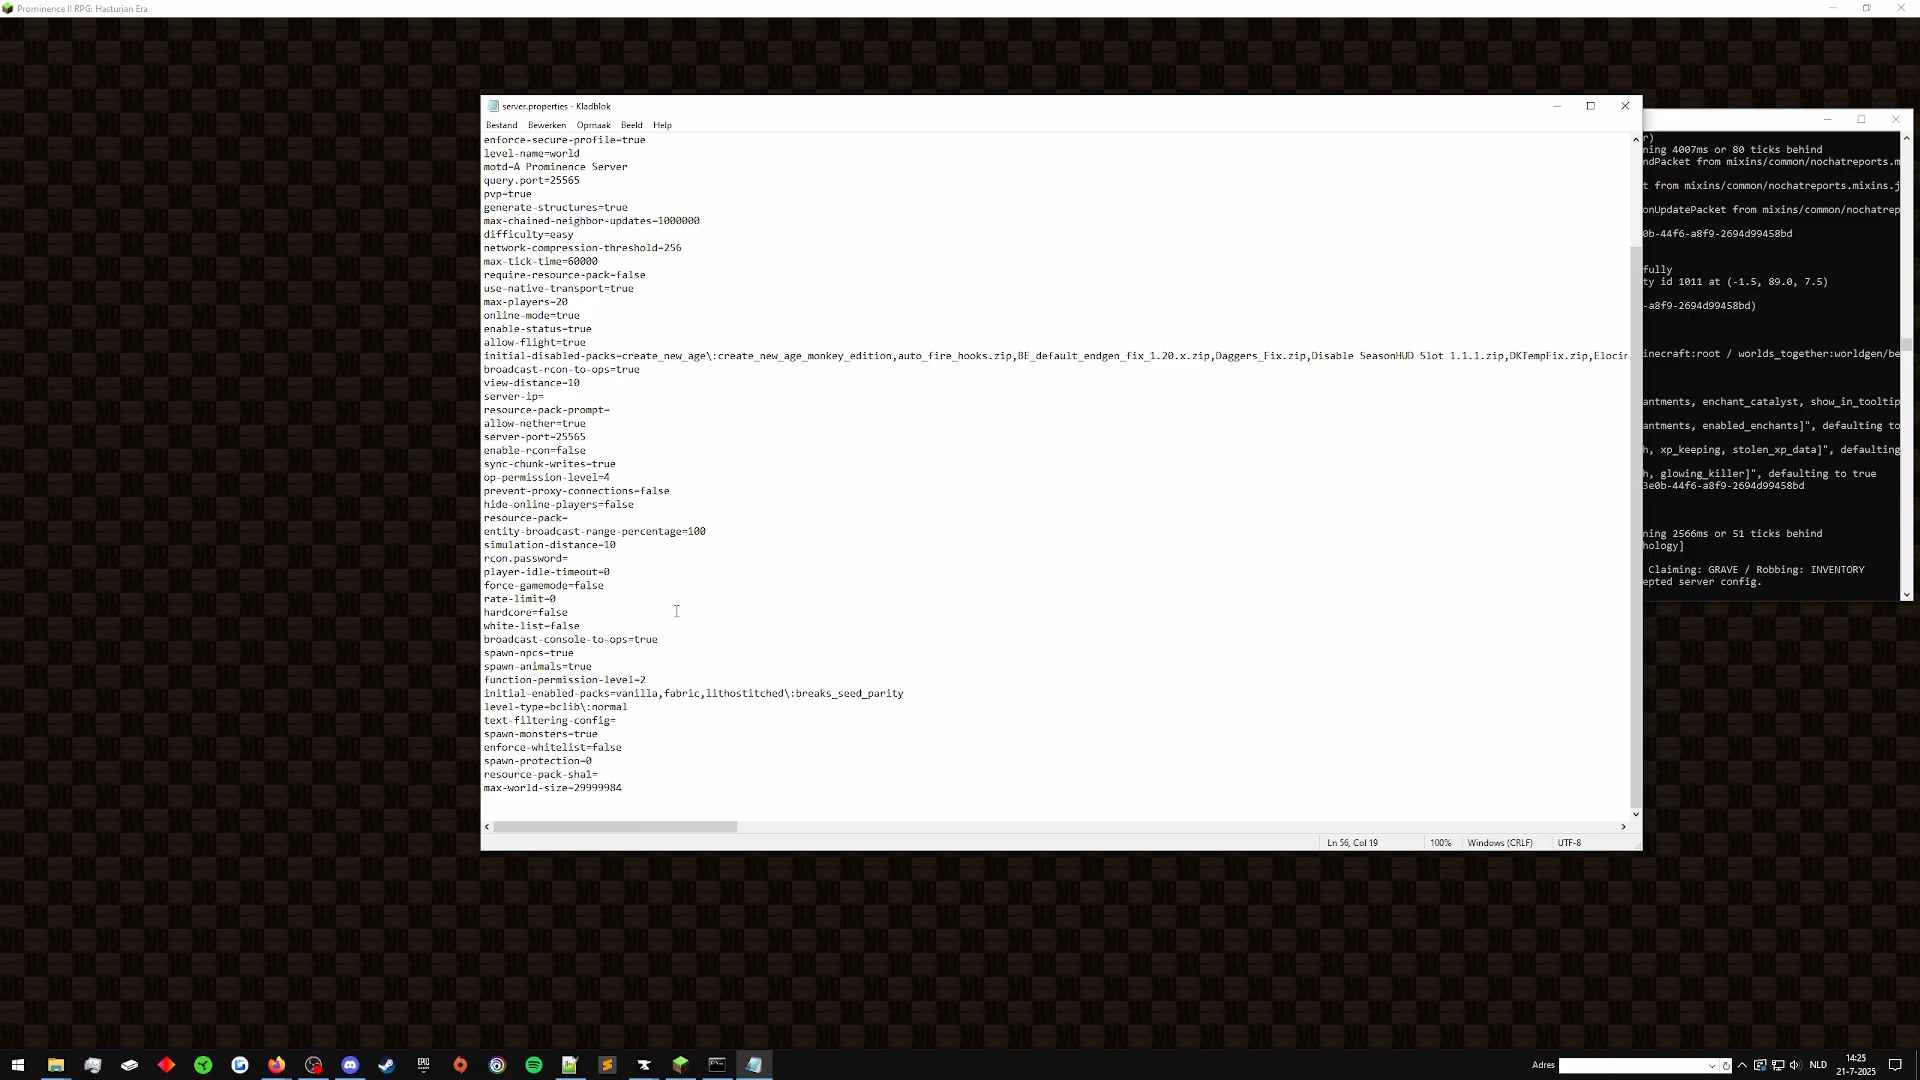 Prominence II RPG: Hasturian Era
server.properties - Kladblok
Bestand Bewerken Opmaak Beeld Help
enforce-secure-profile=true
level-name=world
motd=A Prominence Server
query.port=25565
pvp=true
generate-structures=true
max-chained-neighbor-updates=1000000
difficulty=easy
network-compression-threshold=256
max-tick-time=60000
require-resource-pack=false
use-native-transport=true
max-players=20
online-mode=true
enable-status=true
allow-flight=true
initial-disabled-packs=create_new_age\:create_new_age_monkey_edition,auto_fire_hooks.zip,BE_default_endgen_fix_1.20.x.zip,Daggers_Fix.zip,Disable SeasonHUD Slot 1.1.1.zip,DKTempFix.zip,Elocin
broadcast-rcon-to-ops=true
view-distance=10
server-ip=
resource-pack-prompt=
allow-nether=true
server-port=25565
enable-rcon=false
sync-chunk-writes=true
op-permission-level=4
prevent-proxy-connections=false
hide-online-players=false
resource-pack=
entity-broadcast-range-percentage=100
simulation-distance=10
rcon.password=
player-idle-timeout=0
force-gamemode=false
rate-limit=0
hardcore=false
white-list=false
broadcast-console-to-ops=true
spawn-npcs=true
spawn-animals=true
function-permission-level=2
initial-enabled-packs=vanilla,fabric,lithostitched\:breaks_seed_parity
level-type=bclib\:normal
text-filtering-config=
spawn-monsters=true
enforce-whitelist=false
spawn-protection=0
resource-pack-sha1=
max-world-size=29999984
Ln 56, Col 19 100% Windows (CRLF) UTF-8
r)
ning 4007ms or 80 ticks behind
ndPacket from mixins/common/nochatreports.m
t from mixins/common/nochatreports.mixins.j
onUpdatePacket from mixins/common/nochatrep
0b-44f6-a8f9-2694d99458bd
fully
ty id 1011 at (-1.5, 89.0, 7.5)
-a8f9-2694d99458bd)
inecraft:root / worlds_together:worldgen/be
antments, enchant_catalyst, show_in_tooltip
antments, enabled_enchants]", defaulting to
h, xp_keeping, stolen_xp_data]", defaulting
h, glowing_killer]", defaulting to true
3e0b-44f6-a8f9-2694d99458bd
ning 2566ms or 51 ticks behind
hology]
Claiming: GRAVE / Robbing: INVENTORY
epted server config.
EPIC GAMES
Adres
NLD
14:25
21-7-2025